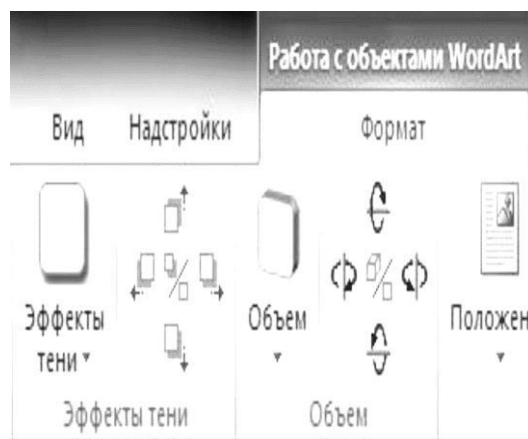 Работа с объектами WordArt
Вид Надстройки Формат
Эффекты тени
Объем
Положен
Эффекты тени Объем